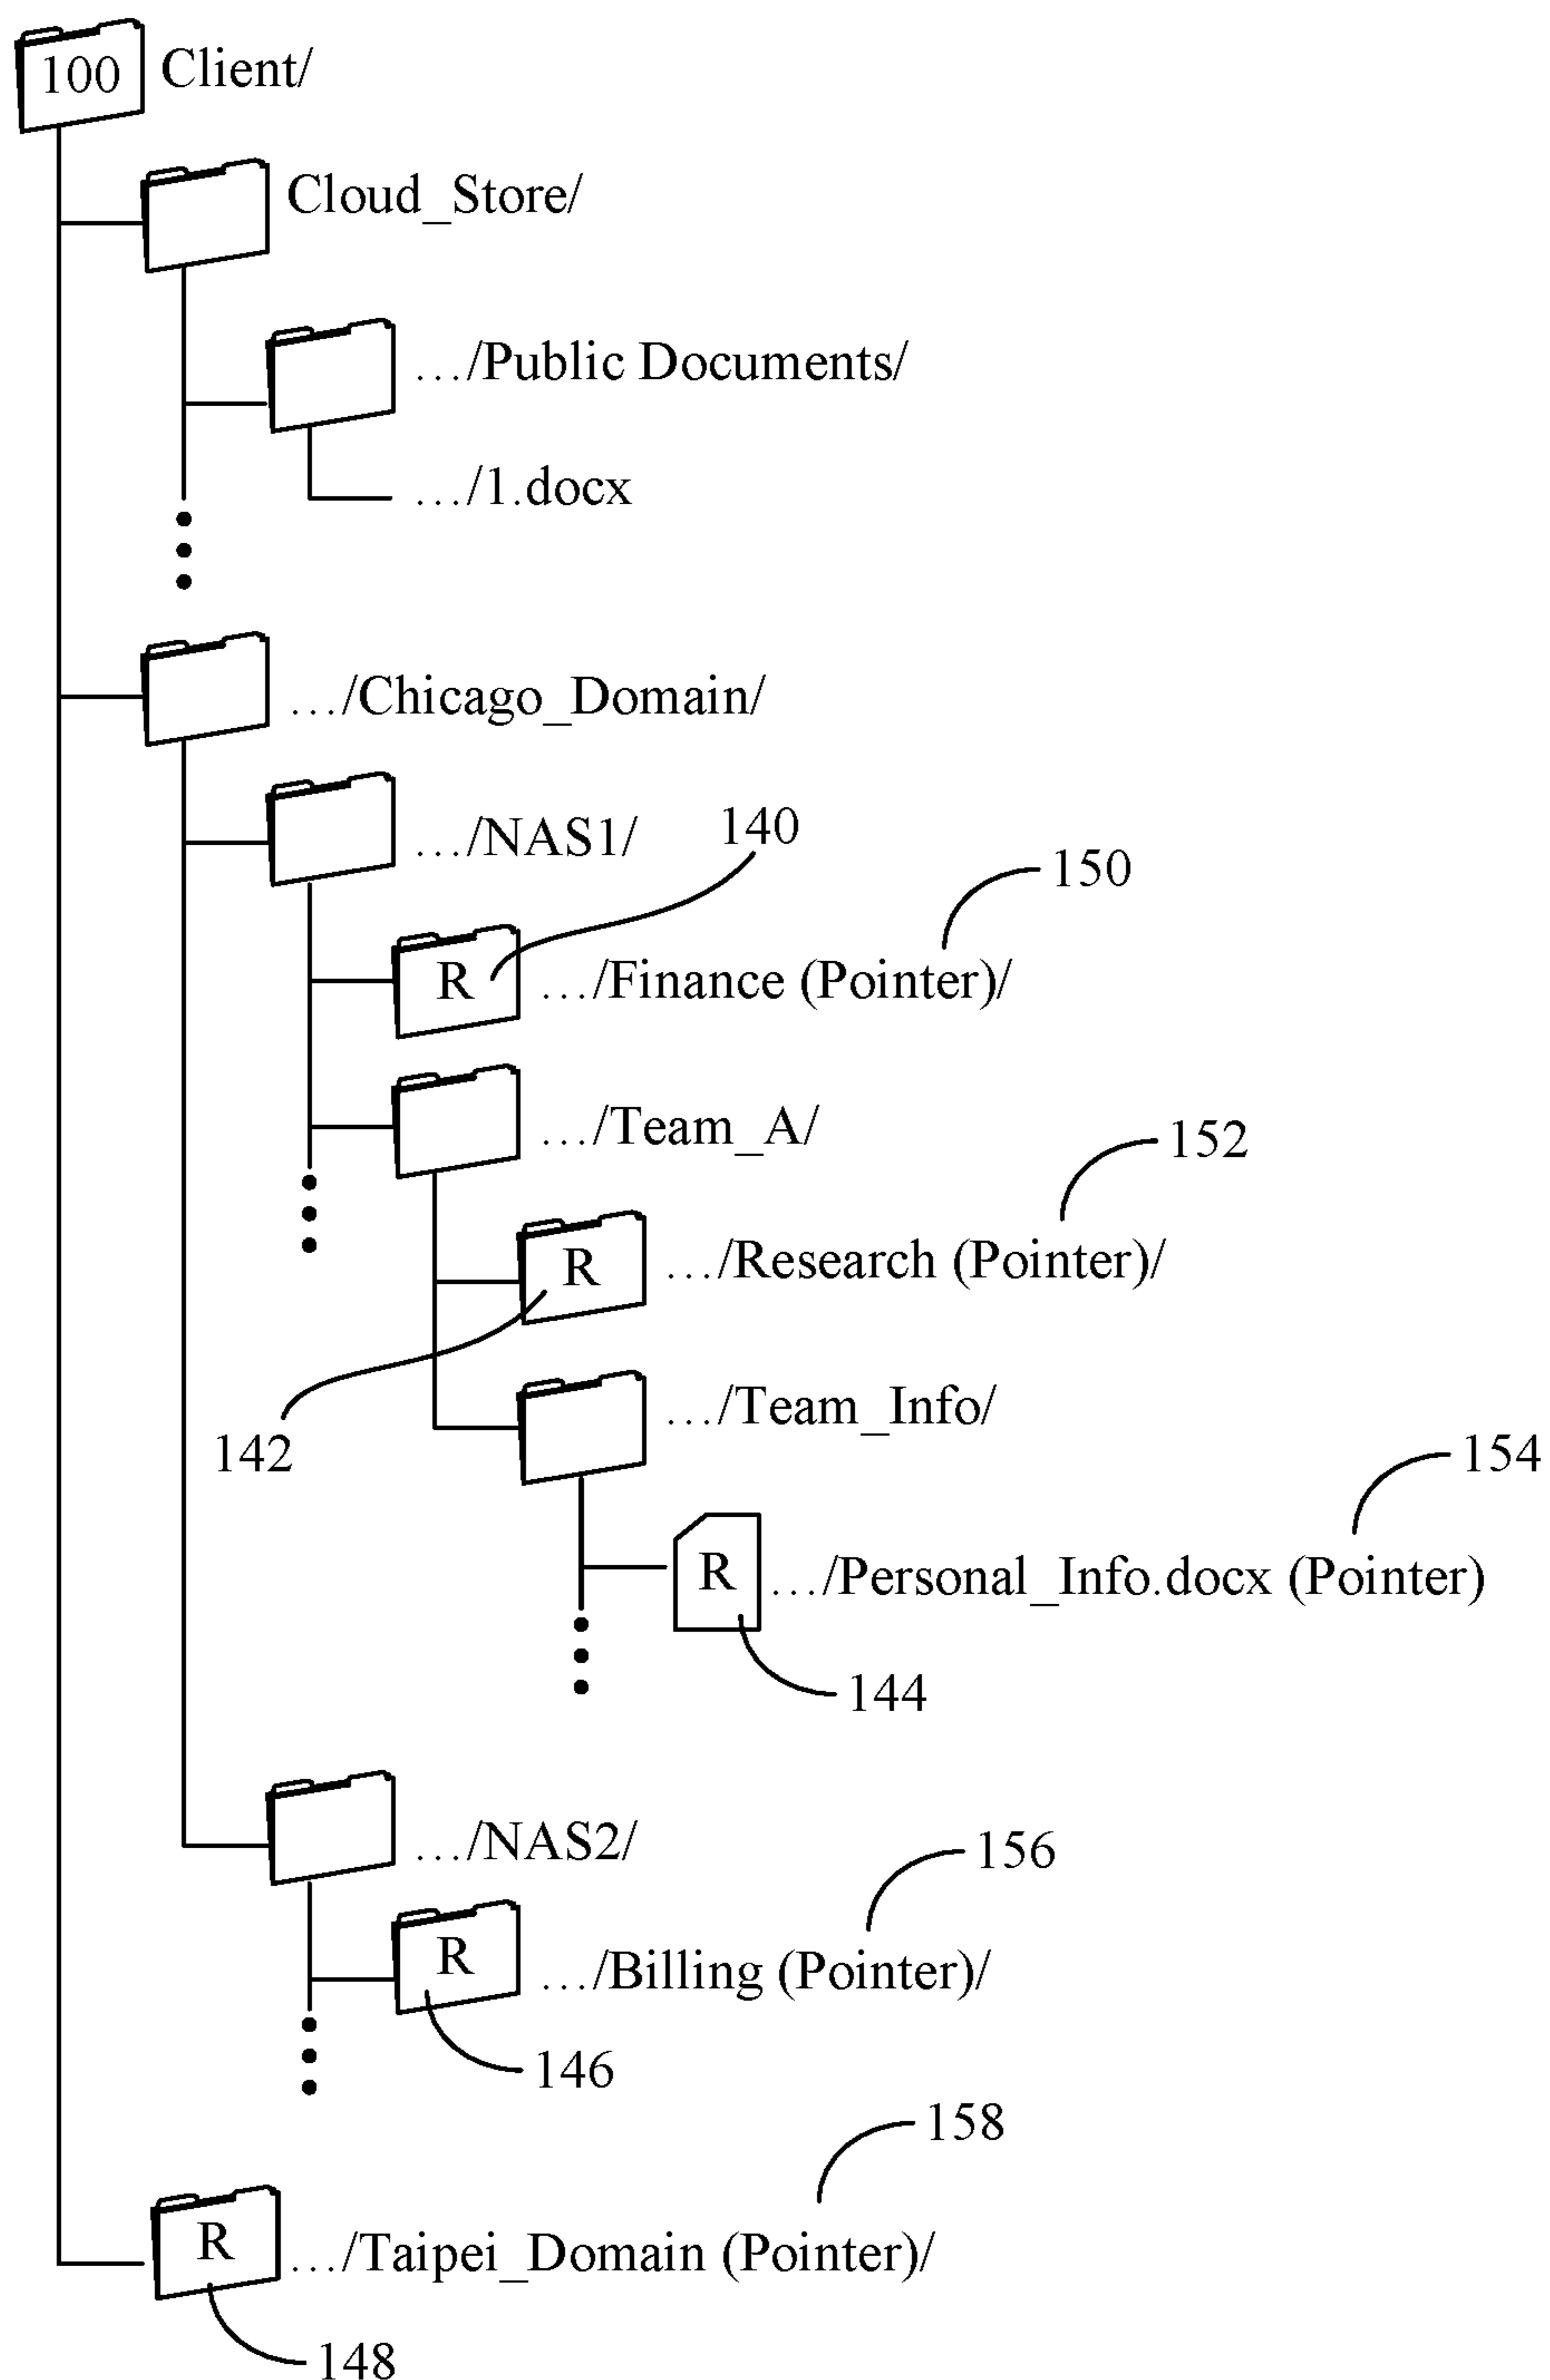 100 Client/
Cloud_Store/
…/Public Documents/
…/1.docx
…/Chicago_Domain/
…/NAS1/
140
150
R …/Finance (Pointer)/
…/Team_A/
152
R …/Research (Pointer)/
…/Team_Info/
142
154
R …/Personal_Info.docx (Pointer)
144
…/NAS2/
156
R …/Billing (Pointer)/
146
158
R …/Taipei_Domain (Pointer)/
148